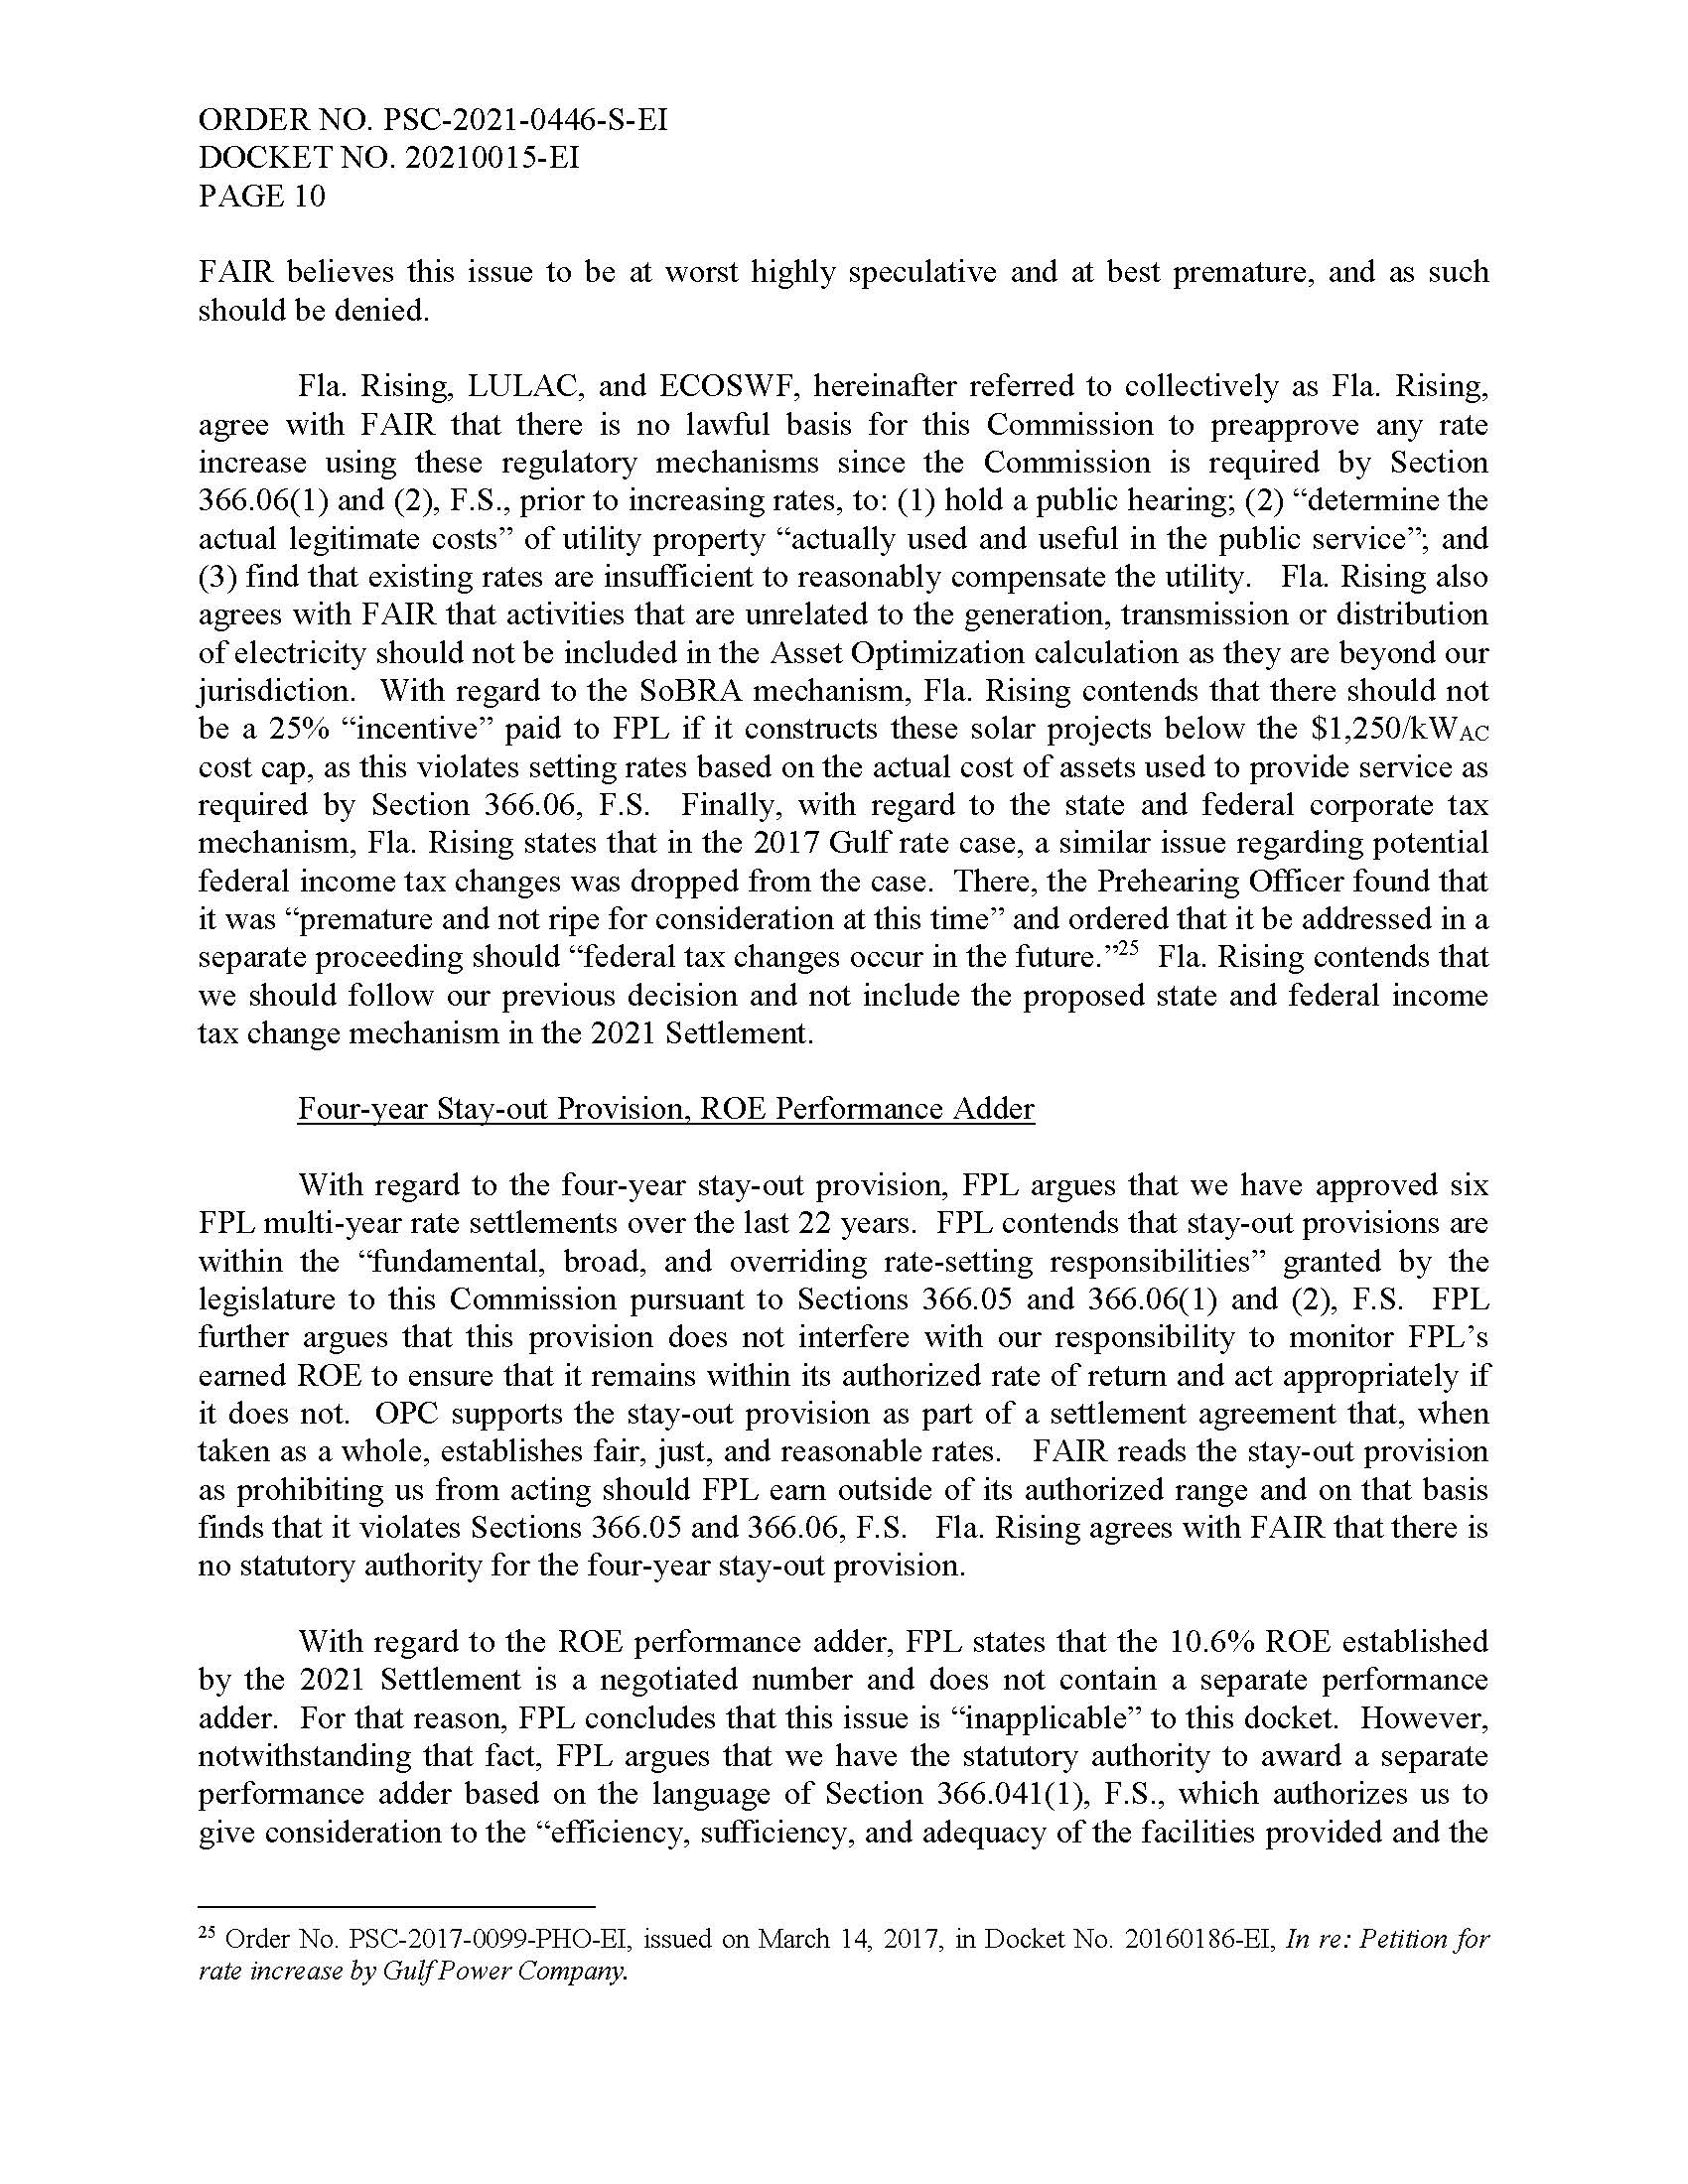 ORDER NO. PSC-2021-0446-S-EI
DOCKET NO. 20210015-EI
PAGE 10
FAIR believes this issue to be at worst highly speculative and at best premature, and as such
should be denied.
Fla. Rising, LULAC, and ECOSWF, hereinafter referred to collectively as Fla. Rising,
agree with FAIR that there is no lawful basis for this Commission to preapprove any rate
increase using these regulatory mechanisms since the Commission is required by Section
366.06(1) and (2), F.S., prior to increasing rates, to: (1) hold a public hearing; (2) “determine the
actual legitimate costs” of utility property “actually used and useful in the public service”; and
(3) find that existing rates are insufficient to reasonably compensate the utility. Fla. Rising also
agrees with FAIR that activities that are unrelated to the generation, transmission or distribution
of electricity should not be included in the Asset Optimization calculation as they are beyond our
jurisdiction. With regard to the SoBRA mechanism, Fla. Rising contends that there should not
be a 25% “incentive” paid to FPL if it constructs these solar projects below the $1,250/kWAC
cost cap, as this violates setting rates based on the actual cost of assets used to provide service as
required by Section 366.06, F.S. Finally, with regard to the state and federal corporate tax
mechanism, Fla. Rising states that in the 2017 Gulf rate case, a similar issue regarding potential
federal income tax changes was dropped from the case. There, the Prehearing Officer found that
it was “premature and not ripe for consideration at this time” and ordered that it be addressed in a
separate proceeding should “federal tax changes occur in the future.”25 Fla. Rising contends that
we should follow our previous decision and not include the proposed state and federal income
tax change mechanism in the 2021 Settlement.
Four-year Stay-out Provision, ROE Performance Adder
With regard to the four-year stay-out provision, FPL argues that we have approved six
FPL multi-year rate settlements over the last 22 years. FPL contends that stay-out provisions are
within the “fundamental, broad, and overriding rate-setting responsibilities” granted by the
legislature to this Commission pursuant to Sections 366.05 and 366.06(1) and (2), F.S. FPL
further argues that this provision does not interfere with our responsibility to monitor FPL’s
earned ROE to ensure that it remains within its authorized rate of return and act appropriately if
it does not. OPC supports the stay-out provision as part of a settlement agreement that, when
taken as a whole, establishes fair, just, and reasonable rates. FAIR reads the stay-out provision
as prohibiting us from acting should FPL earn outside of its authorized range and on that basis
finds that it violates Sections 366.05 and 366.06, F.S. Fla. Rising agrees with FAIR that there is
no statutory authority for the four-year stay-out provision.
With regard to the ROE performance adder, FPL states that the 10.6% ROE established
by the 2021 Settlement is a negotiated number and does not contain a separate performance
adder. For that reason, FPL concludes that this issue is “inapplicable” to this docket. However,
notwithstanding that fact, FPL argues that we have the statutory authority to award a separate
performance adder based on the language of Section 366.041(1), F.S., which authorizes us to
give consideration to the “efficiency, sufficiency, and adequacy of the facilities provided and the
25 Order No. PSC-2017-0099-PHO-EI, issued on March 14, 2017, in Docket No. 20160186-EI, In re: Petition for
rate increase by Gulf Power Company.